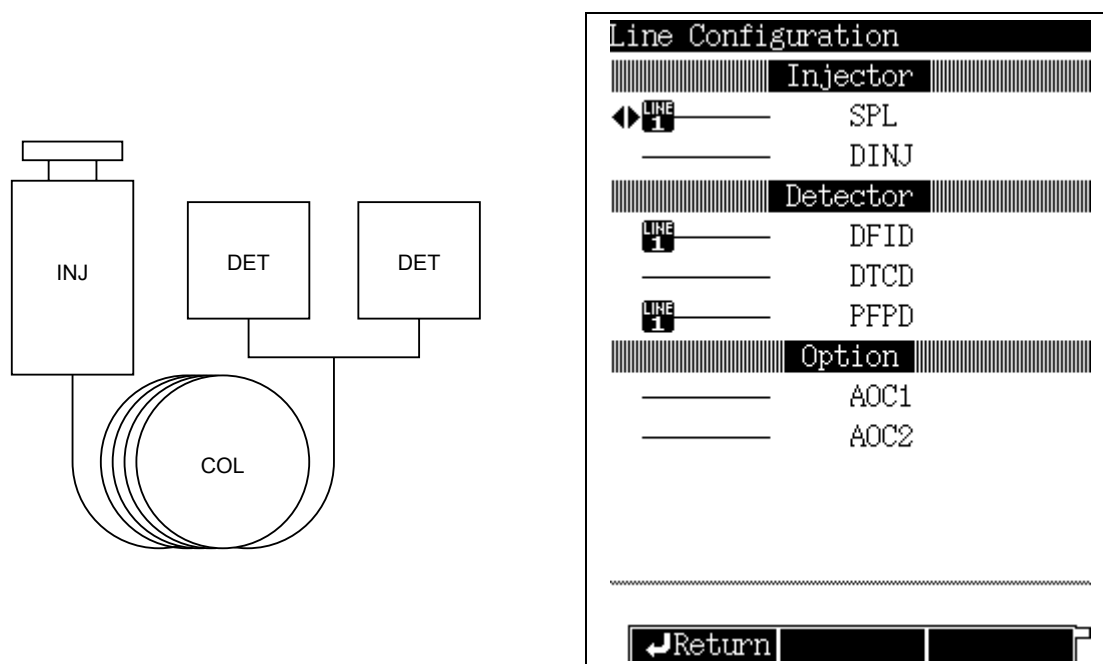 INJ
DET
DET
COL
Line Configuration
Injector
LINE 1 SPL
DINJ
Detector
LINE 1 DFID
DTCD
LINE 1 PFPD
Option
AOC1
AOC2
Return